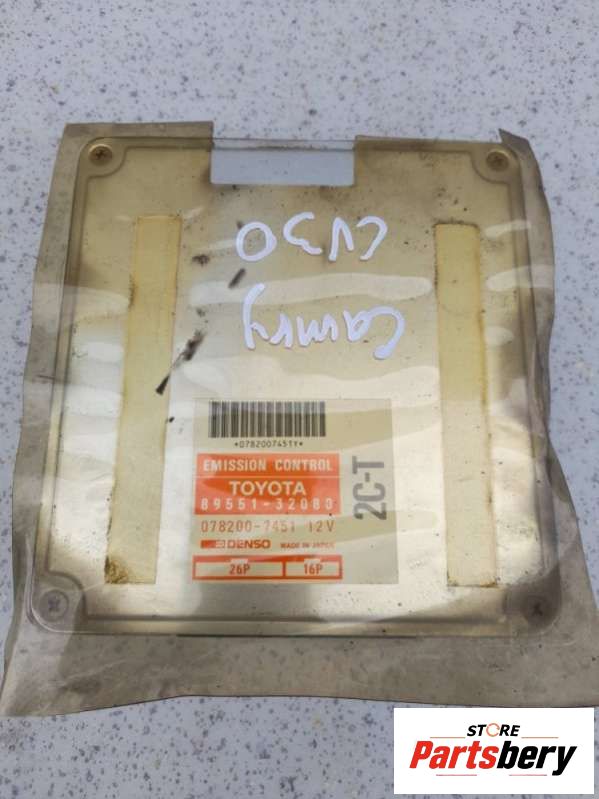 CV30
Camry
*0782007451Y*
EMISSION CONTROL
TOYOTA
89551-32080
078200-7451 12V
DENSO MADE IN JAPAN
26P 16P
2C-T
STORE
Partsbery